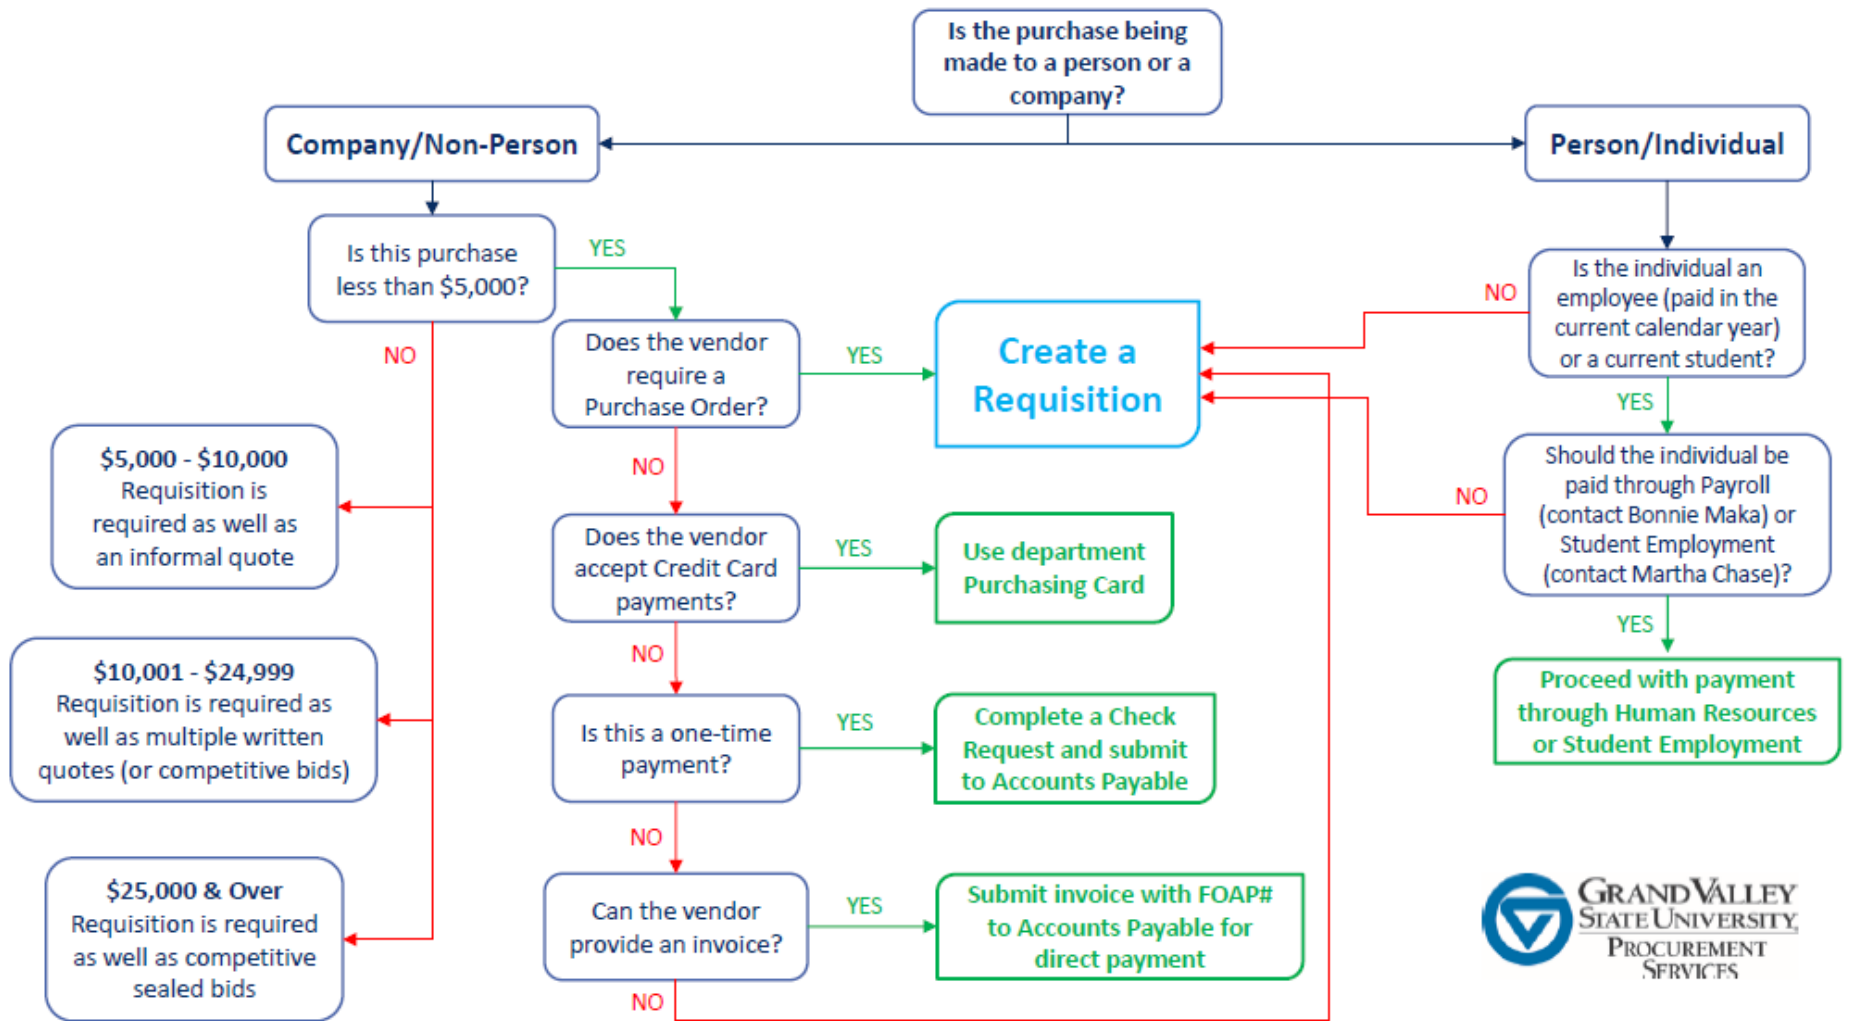 Is the purchase being
made to a person or a
company?
Company/Non-Person
Person/Individual
Is this purchase
less than $5,000?
YES
NO
Does the vendor
require a
Purchase Order?
YES
Create a
Requisition
NO
Is the individual an
employee (paid in the
current calendar year)
or a current student?
YES
NO
$5,000 - $10,000
Requisition is
required as well as
an informal quote
Does the vendor
accept Credit Card
payments?
YES
Use department
Purchasing Card
NO
Should the individual be
paid through Payroll
(contact Bonnie Maka) or
Student Employment
(contact Martha Chase)?
YES
NO
$10,001 - $24,999
Requisition is required as
well as multiple written
quotes (or competitive bids)
Is this a one-time
payment?
YES
Complete a Check
Request and submit
to Accounts Payable
Proceed with payment
through Human Resources
or Student Employment
NO
$25,000 & Over
Requisition is required
as well as competitive
sealed bids
Can the vendor
provide an invoice?
YES
Submit invoice with FOAP#
to Accounts Payable for
direct payment
NO
GRAND VALLEY
STATE UNIVERSITY
PROCUREMENT
SERVICES